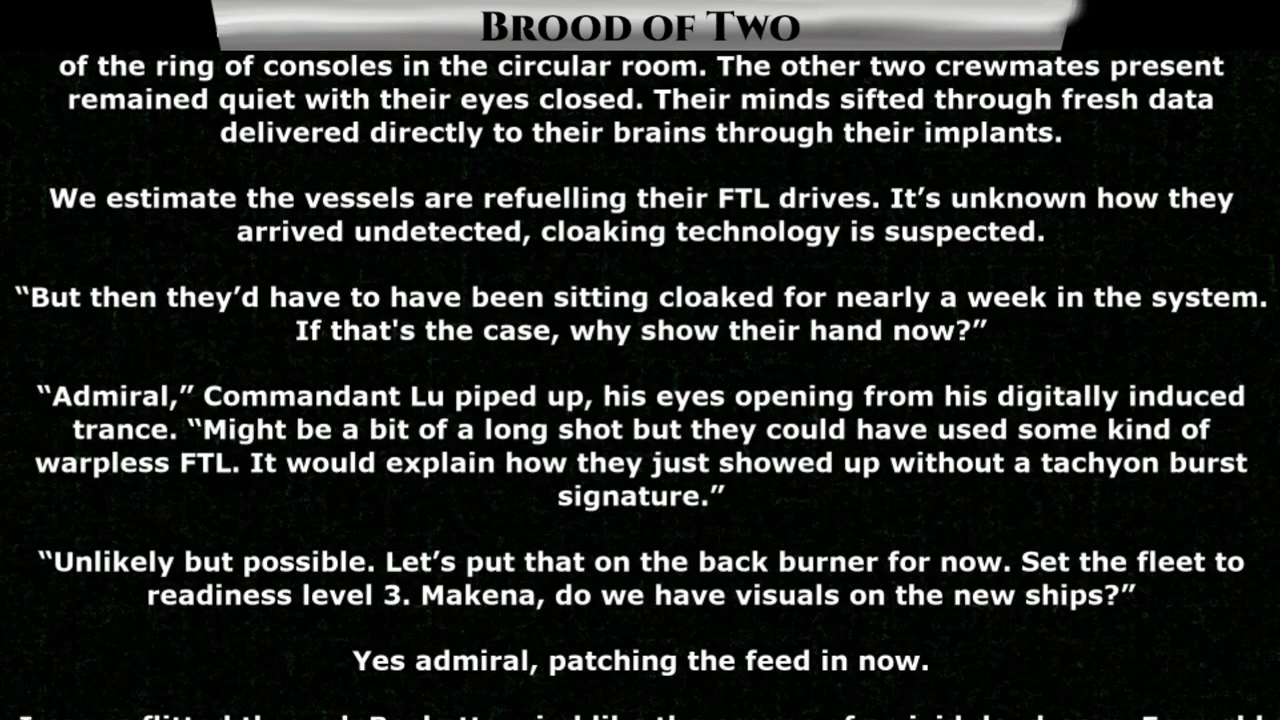 BROOD OF TWO
of the ring of consoles in the circular room. The other two crewmates present
remained quiet with their eyes closed. Their minds sifted through fresh data
delivered directly to their brains through their implants.
We estimate the vessels are refuelling their FTL drives. It’s unknown how they
arrived undetected, cloaking technology is suspected.
“But then they’d have to have been sitting cloaked for nearly a week in the system.
If that's the case, why show their hand now?”
“Admiral,” Commandant Lu piped up, his eyes opening from his digitally induced
trance. “Might be a bit of a long shot but they could have used some kind of
warpless FTL. It would explain how they just showed up without a tachyon burst
signature.”
“Unlikely but possible. Let’s put that on the back burner for now. Set the fleet to
readiness level 3. Makena, do we have visuals on the new ships?”
Yes admiral, patching the feed in now.